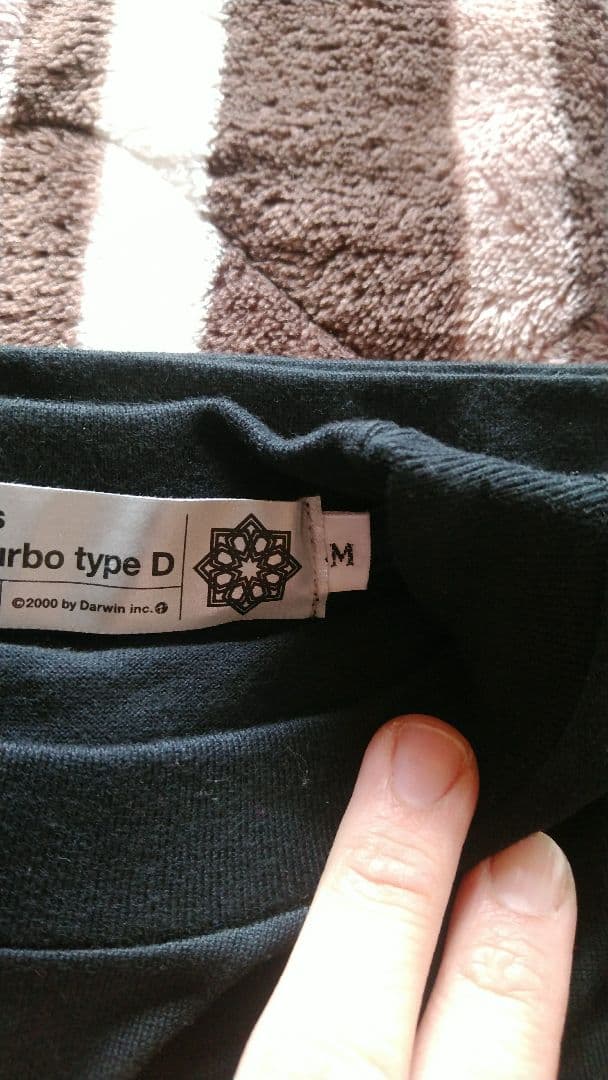 s
urbo type D
©2000 by Darwin inc.
M